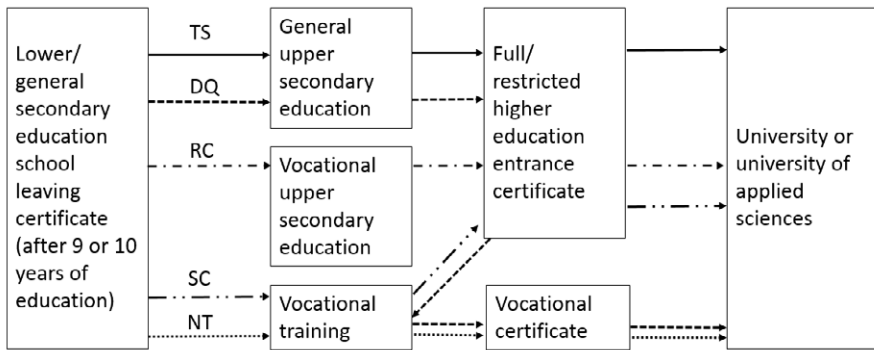 Lower/
general
secondary
education
school
leaving
certificate
(after 9 or 10
years of
education)
TS
DQ
RC
SC
NT
General
upper
secondary
education
Vocational
upper
secondary
education
Vocational
training
Full/
restricted
higher
education
entrance
certificate
Vocational
certificate
University or
university of
applied
sciences